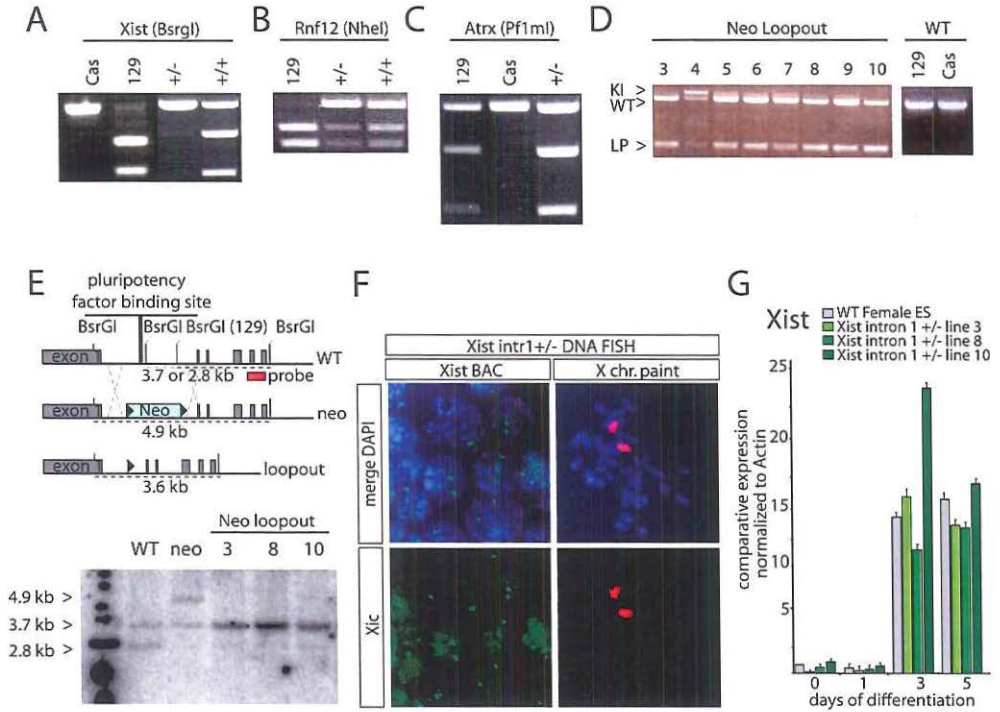 A
Xist (BsrgI)
Cas 129 +/- +/+
B
Rnf12 (NheI)
129 +/- +/+
C
Atrx (Pf1mI)
129 Cas +/-
D
Neo Loopout
3 4 5 6 7 8 9 10
KI >
WT>
LP >
WT
129 Cas
E
pluripotency
factor binding site
BsrGI BsrGI BsrGI (129) BsrGI
exon WT
3.7 or 2.8 kb probe
exon Neo neo
4.9 kb
exon loopout
3.6 kb
Neo loopout
WT neo 3 8 10
4.9 kb >
3.7 kb >
2.8 kb >
F
Xist intr1+/- DNA FISH
Xist BAC X chr. paint
merge DAPI
Xic
G
Xist
WT Female ES
Xist intron 1 +/- line 3
Xist intron 1 +/- line 8
Xist intron 1 +/- line 10
comparative expression
normalized to Actin
25
20
15
10
5
0 1 3 5
days of differentiation